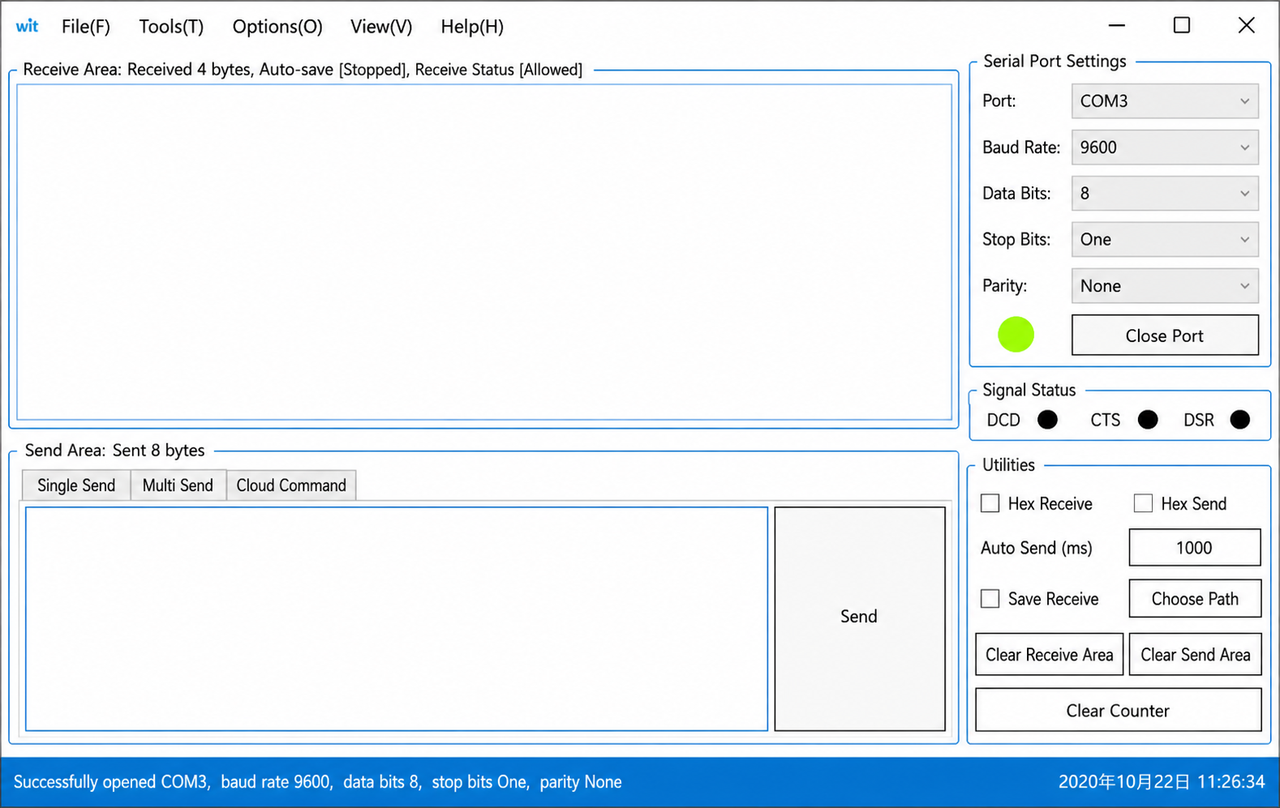 wit File(F) Tools(T) Options(O) View(V) Help(H)
Receive Area: Received 4 bytes, Auto-save [Stopped], Receive Status [Allowed]
Serial Port Settings
Port: COM3
Baud Rate: 9600
Data Bits: 8
Stop Bits: One
Parity: None
Close Port
Signal Status
DCD CTS DSR
Send Area: Sent 8 bytes
Single Send Multi Send Cloud Command
Send
Utilities
Hex Receive Hex Send
Auto Send (ms) 1000
Save Receive Choose Path
Clear Receive Area Clear Send Area
Clear Counter
Successfully opened COM3, baud rate 9600, data bits 8, stop bits One, parity None 2020年10月22日 11:26:34